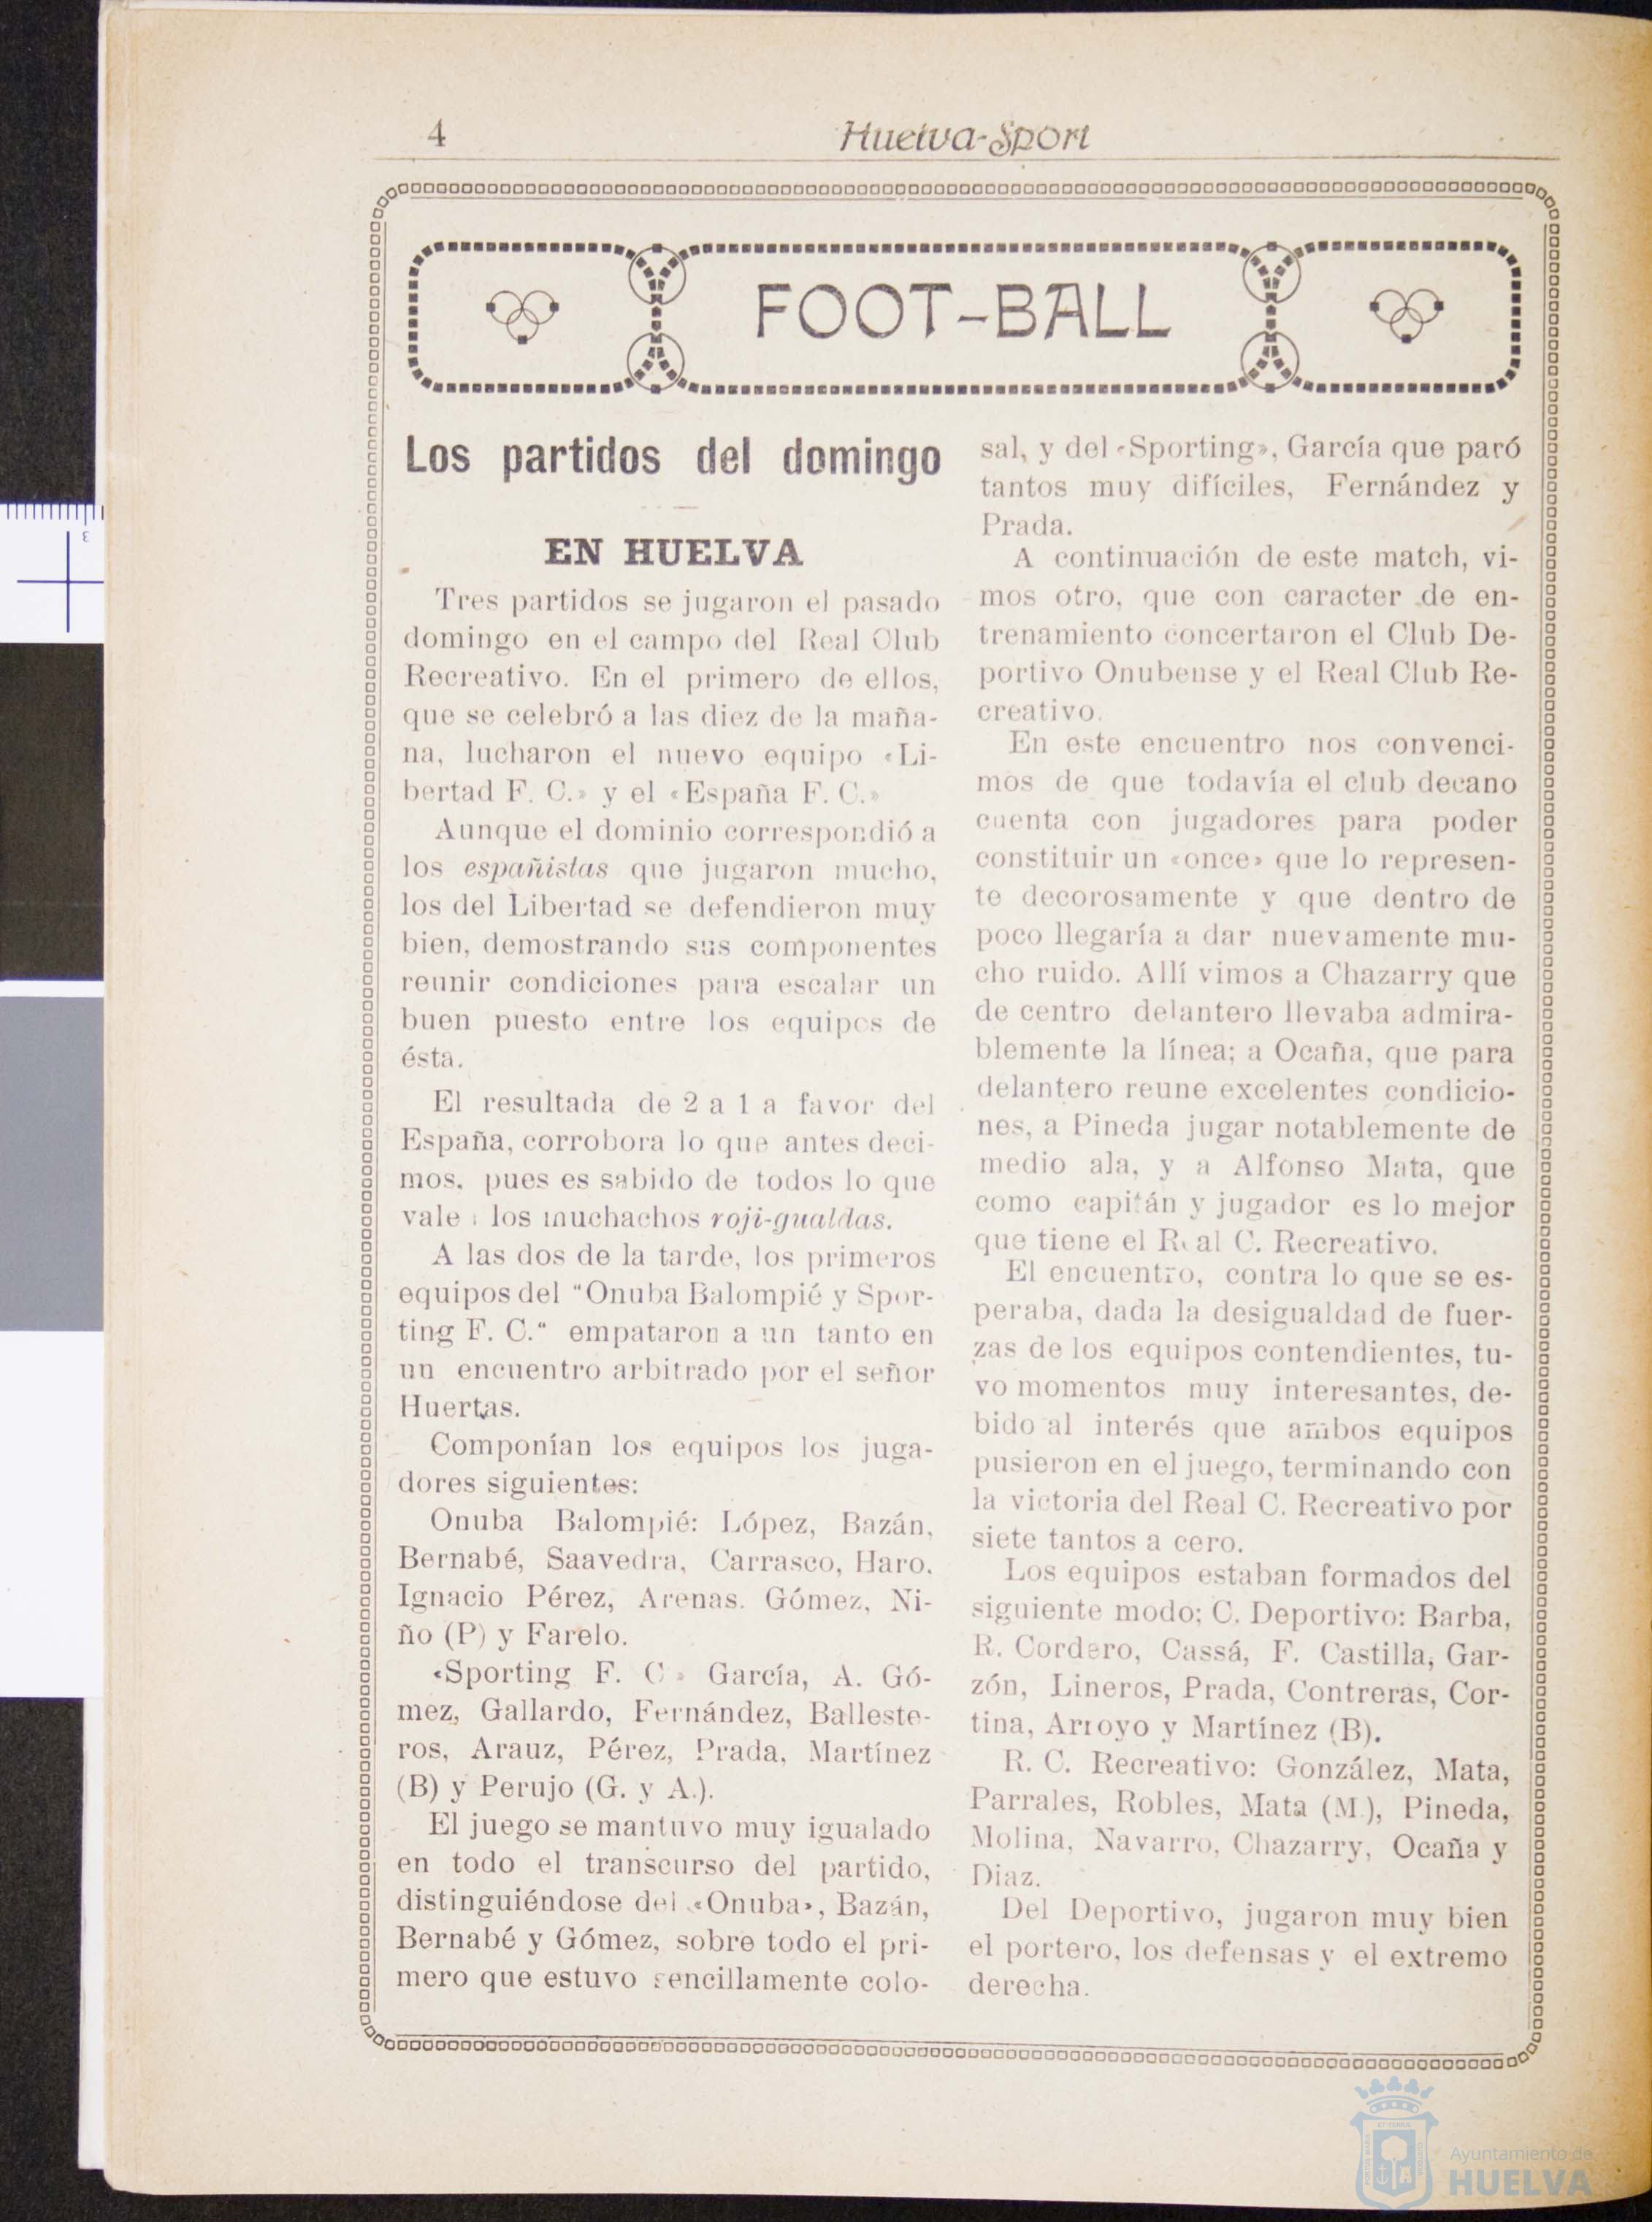 4
Huelva-Sport
FOOT-BALL
Los partidos del domingo
EN HUELVA
Tres partidos se jugaron el pasado
domingo en el campo del Real Club
Recreativo. En el primero de ellos,
que se celebró a las diez de la maña-
na, lucharon el nuevo equipo «Li-
bertad F. C.» y el «España F. C.»
Aunque el dominio correspondió a
los españistas que jugaron mucho,
los del Libertad se defendieron muy
bien, demostrando sus componentes
reunir condiciones para escalar un
buen puesto entre los equipos de
ésta.
El resultada de 2 a 1 a favor del
España, corrobora lo que antes deci-
mos, pues es sabido de todos lo que
vale los muchachos roji-gualdas.
A las dos de la tarde, los primeros
equipos del "Onuba Balompié y Spor-
ting F. C." empataron a un tanto en
un encuentro arbitrado por el señor
Huertas.
Componían los equipos los juga-
dores siguientes:
Onuba Balompié: López, Bazán,
Bernabé, Saavedra, Carrasco, Haro.
Ignacio Pérez, Arenas. Gómez, Ni-
ño (P) y Farelo.
«Sporting F. C» García, A. Gó-
mez, Gallardo, Fernández, Balleste-
ros, Arauz, Pérez, Prada, Martínez
(B) y Perujo (G. y A.).
El juego se mantuvo muy igualado
en todo el transcurso del partido,
distinguiéndose del «Onuba», Bazán,
Bernabé y Gómez, sobre todo el pri-
mero que estuvo sencillamente colo-
sal, y del «Sporting», García que paró
tantos muy difíciles, Fernández y
Prada.
A continuación de este match, vi-
mos otro, que con caracter de en-
trenamiento concertaron el Club De-
portivo Onubense y el Real Club Re-
creativo.
En este encuentro nos convenci-
mos de que todavía el club decano
cuenta con jugadores para poder
constituir un «once» que lo represen-
te decorosamente y que dentro de
poco llegaría a dar nuevamente mu-
cho ruido. Allí vimos a Chazarry que
de centro delantero llevaba admira-
blemente la línea; a Ocaña, que para
delantero reune excelentes condicio-
nes, a Pineda jugar notablemente de
medio ala, y a Alfonso Mata, que
como capitán y jugador es lo mejor
que tiene el Real C. Recreativo.
El encuentro, contra lo que se es-
peraba, dada la desigualdad de fuer-
zas de los equipos contendientes, tu-
vo momentos muy interesantes, de-
bido al interés que ambos equipos
pusieron en el juego, terminando con
la victoria del Real C. Recreativo por
siete tantos a cero.
Los equipos estaban formados del
siguiente modo: C. Deportivo: Barba,
R. Cordero, Cassá, F. Castilla, Gar-
zón, Lineros, Prada, Contreras, Cor-
tina, Arroyo y Martínez (B).
R. C. Recreativo: González, Mata,
Parrales, Robles, Mata (M.), Pineda,
Molina, Navarro, Chazarry, Ocaña y
Diaz.
Del Deportivo, jugaron muy bien
el portero, los defensas y el extremo
derecha.
Ayuntamiento de
HUELVA